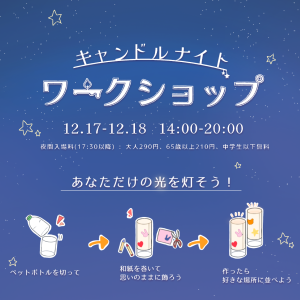 キャンドルナイト
ワークショップ
12.17-12.18 14:00-20:00
夜間入場料(17:30以降)：大人290円、65歳以上210円、中学生以下無料
あなただけの光を灯そう！
ペットボトルを切って
和紙を巻いて
思いのままに飾ろう
作ったら
好きな場所に並べよう